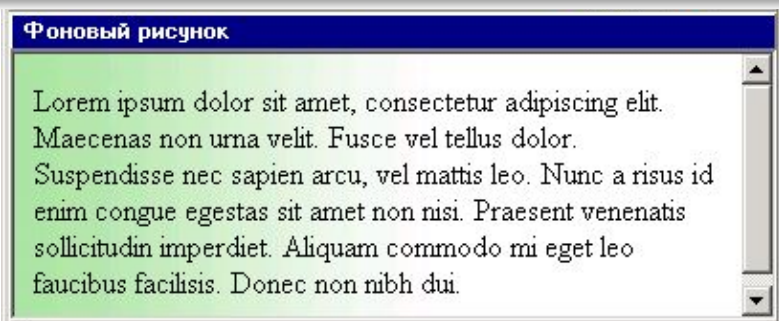 Фоновый рисунок
Lorem ipsum dolor sit amet, consectetur adipiscing elit.
Maecenas non urna velit. Fusce vel tellus dolor.
Suspendisse nec sapien arcu, vel mattis leo. Nunc a risus id
enim congue egestas sit amet non nisi. Praesent venenatis
sollicitudin imperdiet. Aliquam commodo mi eget leo
faucibus facilisis. Donec non nibh dui.